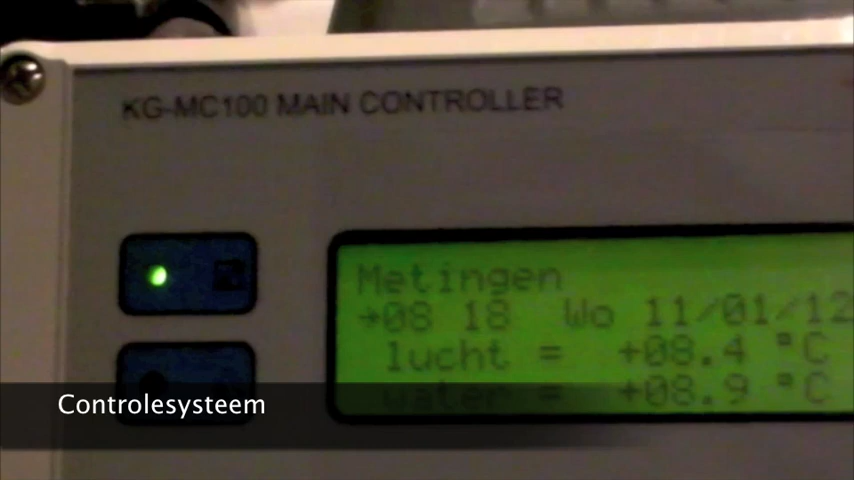 KG-MC100 MAIN CONTROLLER
Metingen
→08 18 Wo 11/01/12
lucht = +08.4 °C
water = +08.9 °C
Controlesysteem